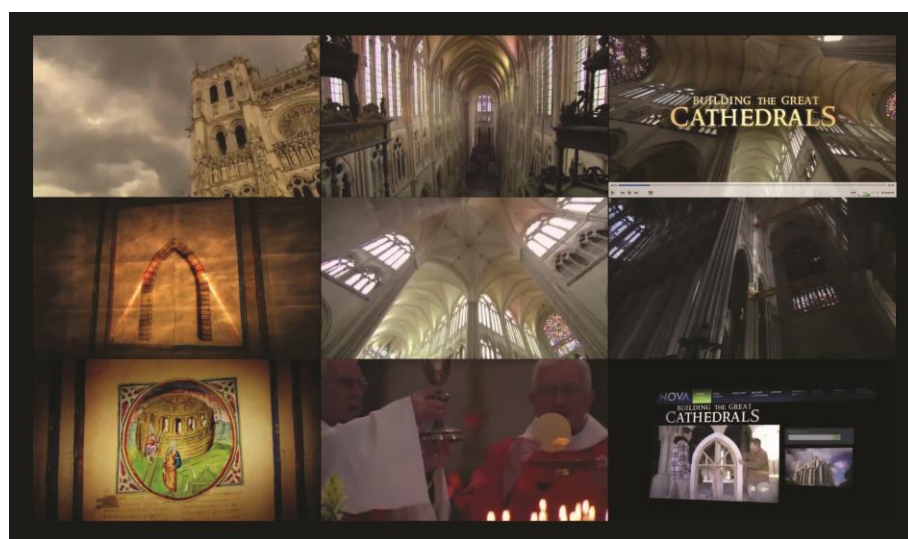 BUILDING THE GREAT
CATHEDRALS
NOVA
BUILDING THE GREAT
CATHEDRALS